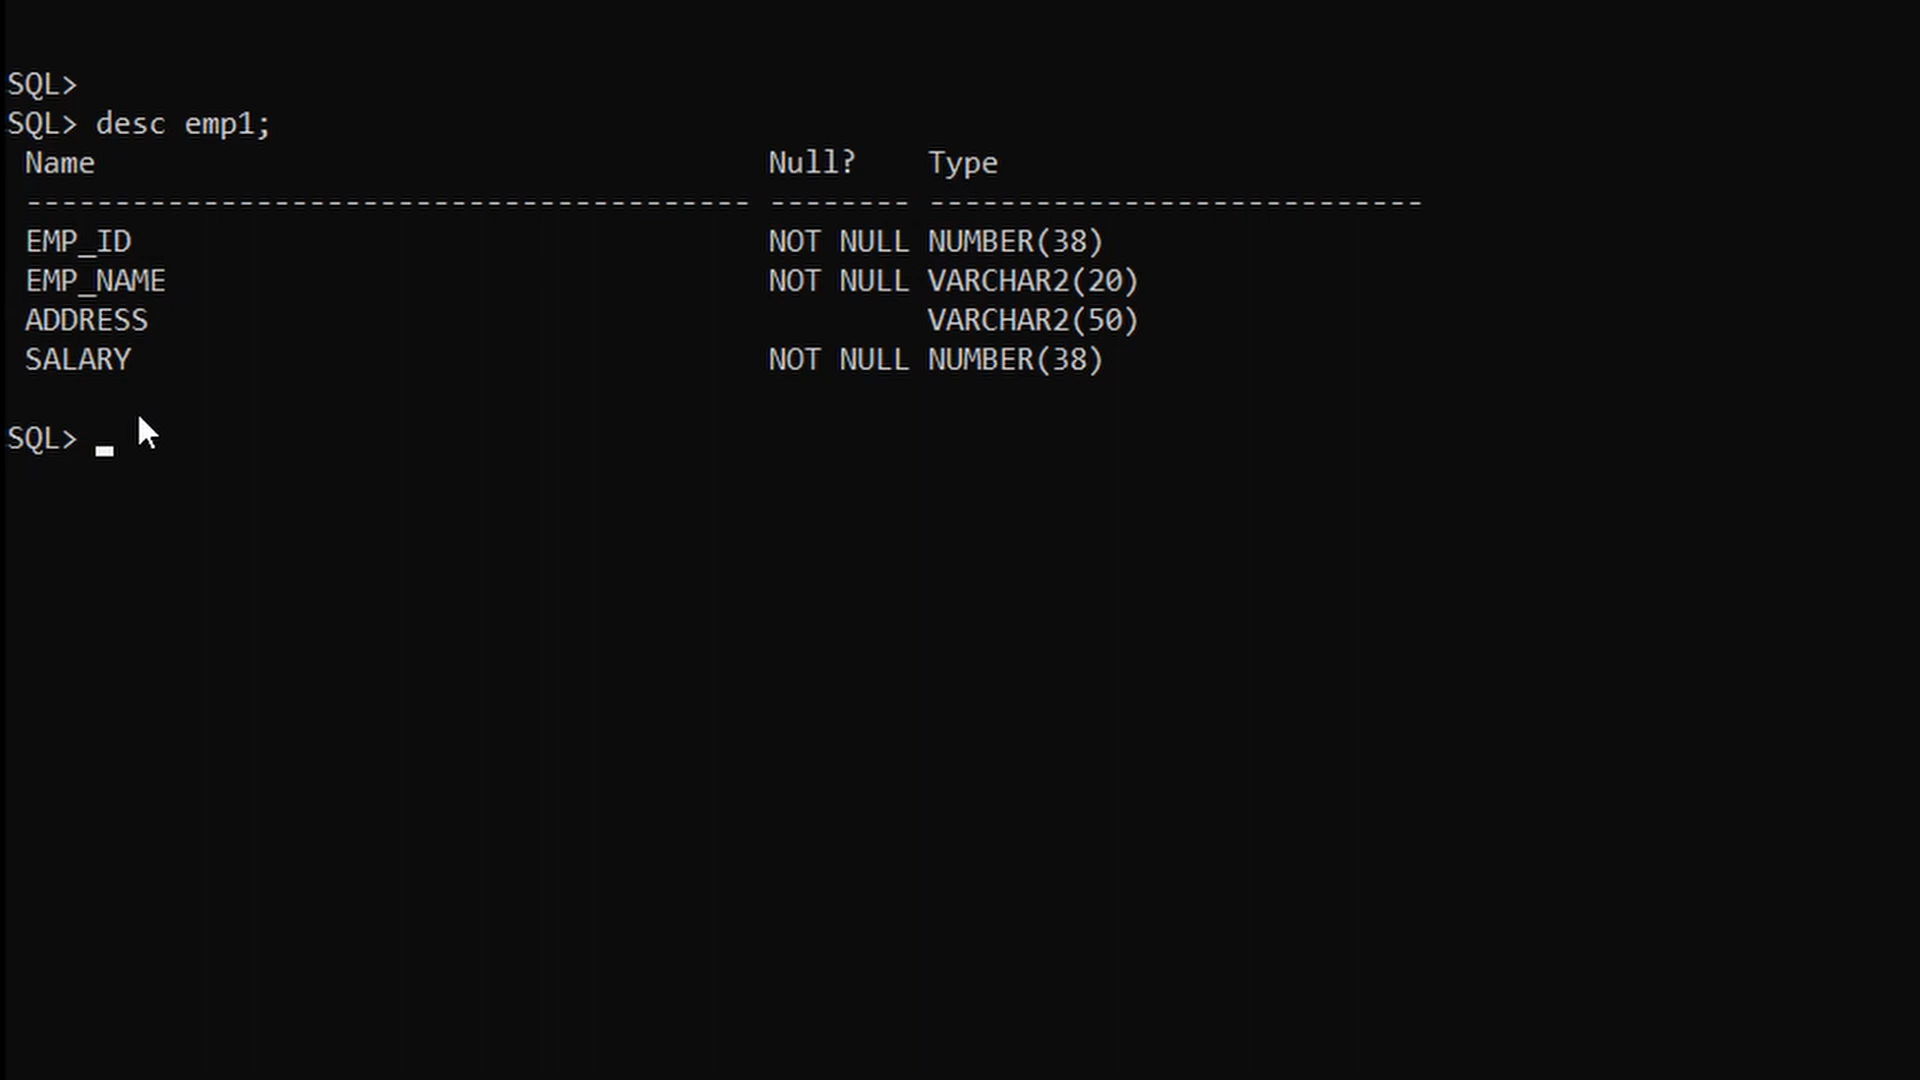 SQL>
SQL> desc emp1;
Name Null? Type
----------------------------------------- -------- ----------------------------
EMP_ID NOT NULL NUMBER(38)
EMP_NAME NOT NULL VARCHAR2(20)
ADDRESS VARCHAR2(50)
SALARY NOT NULL NUMBER(38)
SQL> _